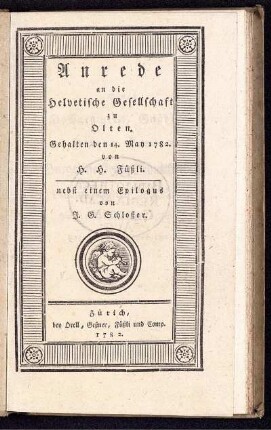 Anrede
an die
Helvetische Gesellschaft
zu
Olten.
Gehalten den 14. May 1782.
von
H. H. Füßli.
nebst einem Epilogus
von
J. G. Schlosser.
Zürich,
bey Orell, Geßner, Füßli und Comp.
1782.